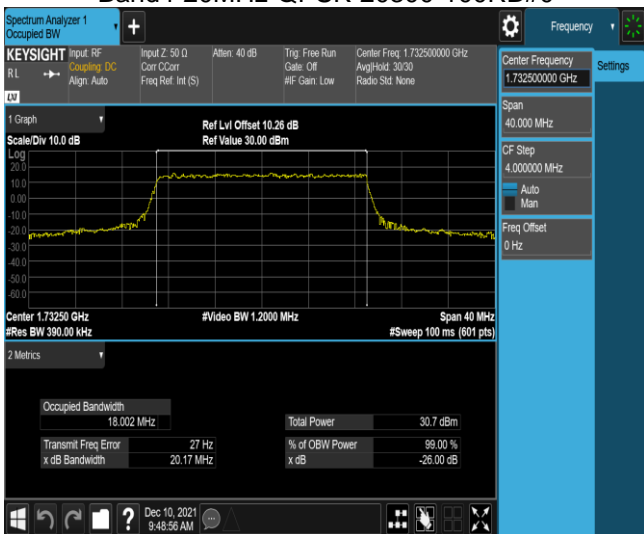 Spectrum Analyzer 1
Occupied BW
Frequency
KEYSIGHT
R L
LXI
Input: RF
Coupling: DC
Align: Auto
Input Z: 50 Ω
Corr CCorr
Freq Ref: Int (S)
Atten: 40 dB
Trig: Free Run
Gate: Off
#IF Gain: Low
Center Freq: 1.732500000 GHz
Avg|Hold: 30/30
Radio Std: None
Center Frequency
1.732500000 GHz
Settings
Span
40.000 MHz
CF Step
4.000000 MHz
Auto
Man
Freq Offset
0 Hz
1 Graph
Scale/Div 10.0 dB
Ref Lvl Offset 10.26 dB
Ref Value 30.00 dBm
Log
20.0
10.0
0.00
-10.0
-20.0
-30.0
-40.0
-50.0
-60.0
Center 1.73250 GHz
#Res BW 390.00 kHz
#Video BW 1.2000 MHz
Span 40 MHz
#Sweep 100 ms (601 pts)
2 Metrics
Occupied Bandwidth
18.002 MHz
Total Power 30.7 dBm
Transmit Freq Error 27 Hz
% of OBW Power 99.00 %
x dB Bandwidth 20.17 MHz
x dB -26.00 dB
?
Dec 10, 2021
9:48:56 AM